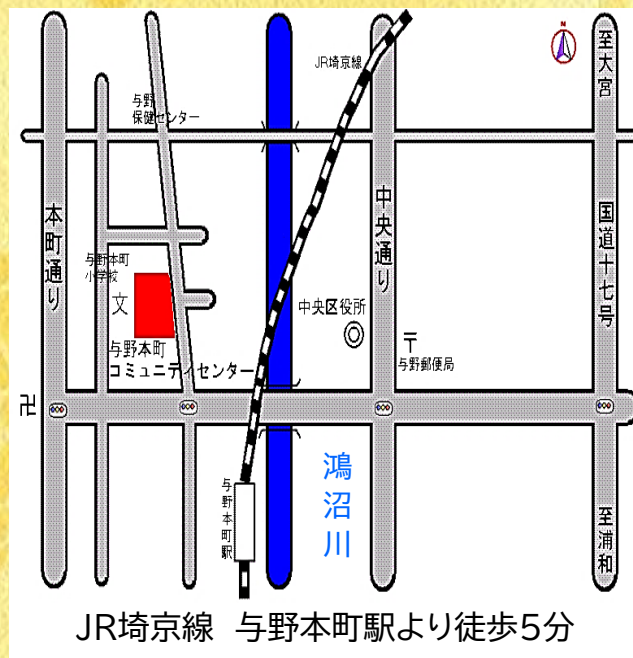 N
至大宮
JR埼京線
与野
保健センター
本町通り
中央通り
国道十七号
与野本町
小学校
文
中央区役所
〒
与野郵便局
与野本町
コミュニティセンター
卍
鴻沼川
与野本町駅
至浦和
JR埼京線 与野本町駅より徒歩5分